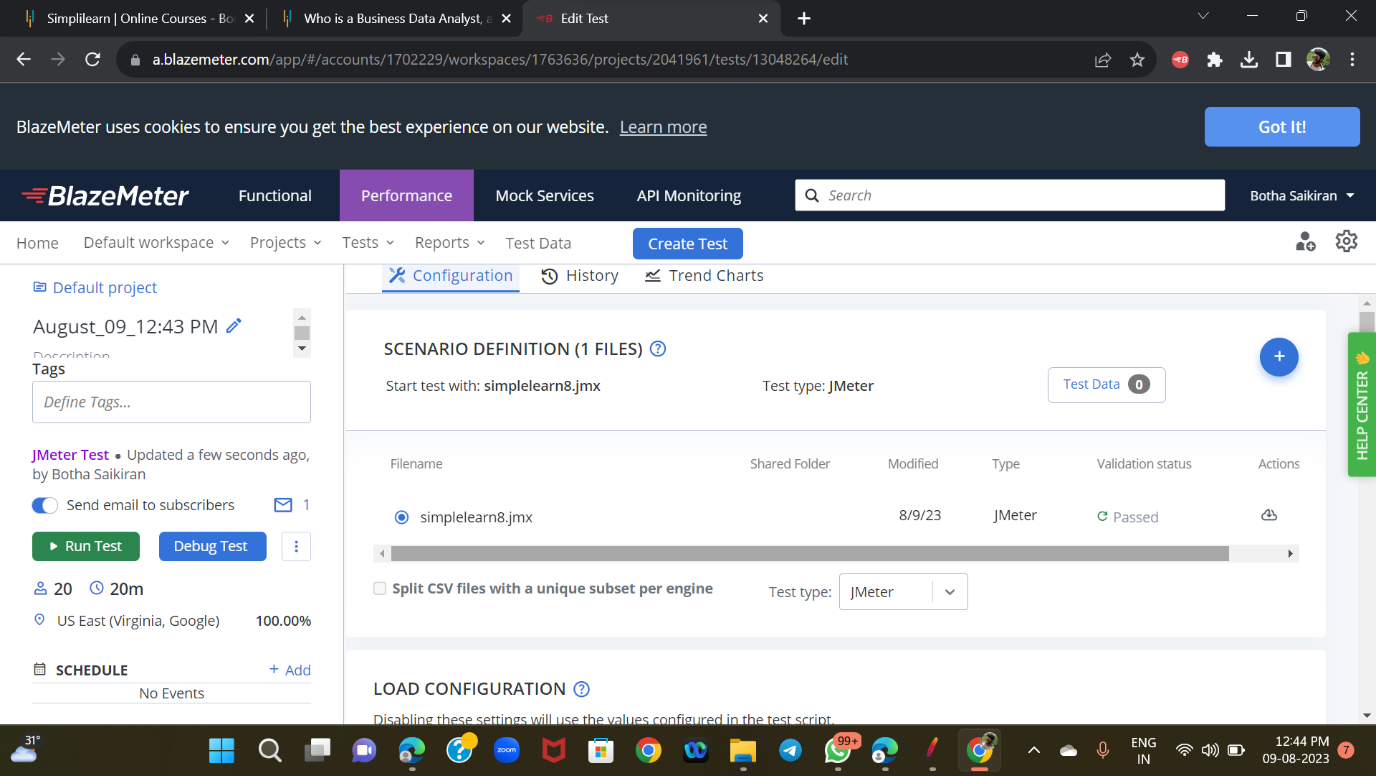 Simplilearn | Online Courses - Bo
Who is a Business Data Analyst, a
Edit Test
a.blazemeter.com/app/#/accounts/1702229/workspaces/1763636/projects/2041961/tests/13048264/edit
BlazeMeter uses cookies to ensure you get the best experience on our website. Learn more
Got It!
BlazeMeter
Functional
Performance
Mock Services
API Monitoring
Search
Botha Saikiran
Home
Default workspace
Projects
Tests
Reports
Test Data
Create Test
Default project
August_09_12:43 PM
Description
Tags
Define Tags...
JMeter Test • Updated a few seconds ago,
by Botha Saikiran
Send email to subscribers
1
Run Test
Debug Test
20
20m
US East (Virginia, Google)
100.00%
SCHEDULE
+ Add
No Events
Configuration
History
Trend Charts
SCENARIO DEFINITION (1 FILES) ?
+
Start test with: simplelearn8.jmx
Test type: JMeter
Test Data 0
Filename
Shared Folder
Modified
Type
Validation status
Actions
simplelearn8.jmx
8/9/23
JMeter
Passed
Split CSV files with a unique subset per engine
Test type:
JMeter
LOAD CONFIGURATION ?
Disabling these settings will use the values configured in the test script.
HELP CENTER
31°
zoom
99+
ENG
IN
12:44 PM
09-08-2023
7